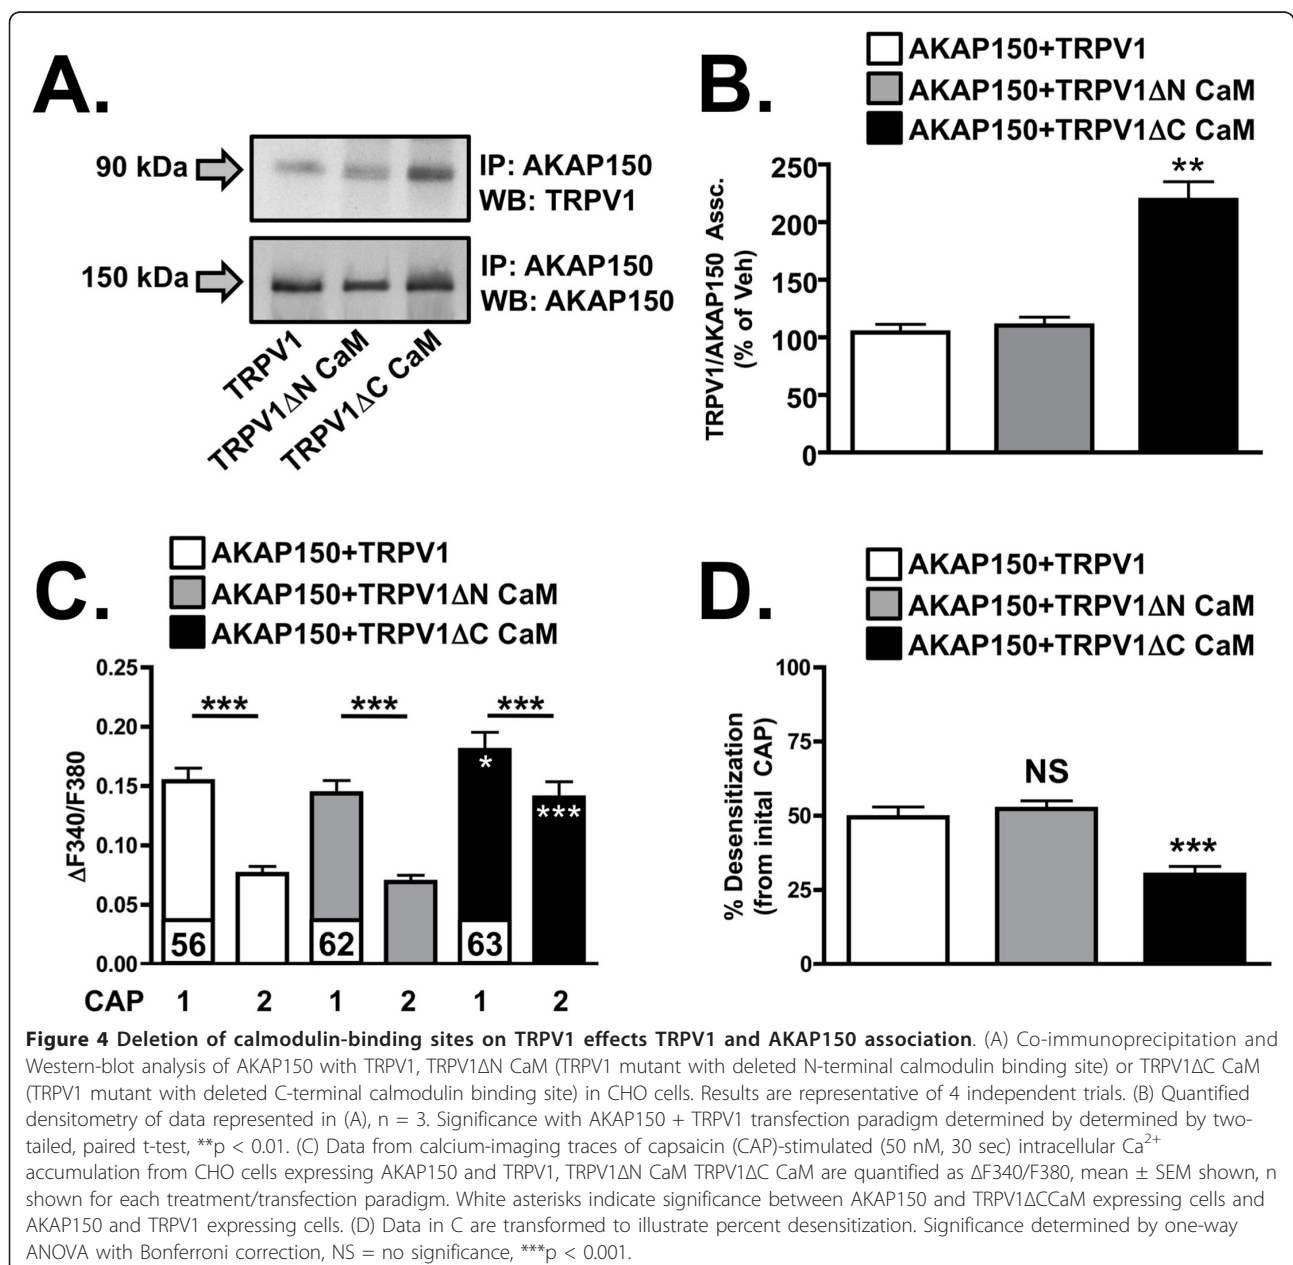 A.
90 kDa
IP: AKAP150
WB: TRPV1
150 kDa
IP: AKAP150
WB: AKAP150
TRPV1
TRPV1ΔN CaM
TRPV1ΔC CaM
B.
AKAP150+TRPV1
AKAP150+TRPV1ΔN CaM
AKAP150+TRPV1ΔC CaM
TRPV1/AKAP150 Assc.
(% of Veh)
250
200
150
100
50
0
**
C.
AKAP150+TRPV1
AKAP150+TRPV1ΔN CaM
AKAP150+TRPV1ΔC CaM
ΔF340/F380
0.25
0.20
0.15
0.10
0.05
0.00
*** *** ***
* ***
56 62 63
CAP 1 2 1 2 1 2
D.
AKAP150+TRPV1
AKAP150+TRPV1ΔN CaM
AKAP150+TRPV1ΔC CaM
% Desensitization
(from inital CAP)
100
75
50
25
0
NS
***
Figure 4 Deletion of calmodulin-binding sites on TRPV1 effects TRPV1 and AKAP150 association. (A) Co-immunoprecipitation and
Western-blot analysis of AKAP150 with TRPV1, TRPV1ΔN CaM (TRPV1 mutant with deleted N-terminal calmodulin binding site) or TRPV1ΔC CaM
(TRPV1 mutant with deleted C-terminal calmodulin binding site) in CHO cells. Results are representative of 4 independent trials. (B) Quantified
densitometry of data represented in (A), n = 3. Significance with AKAP150 + TRPV1 transfection paradigm determined by determined by two-
tailed, paired t-test, **p < 0.01. (C) Data from calcium-imaging traces of capsaicin (CAP)-stimulated (50 nM, 30 sec) intracellular Ca²⁺
accumulation from CHO cells expressing AKAP150 and TRPV1, TRPV1ΔN CaM TRPV1ΔC CaM are quantified as ΔF340/F380, mean ± SEM shown, n
shown for each treatment/transfection paradigm. White asterisks indicate significance between AKAP150 and TRPV1ΔCCaM expressing cells and
AKAP150 and TRPV1 expressing cells. (D) Data in C are transformed to illustrate percent desensitization. Significance determined by one-way
ANOVA with Bonferroni correction, NS = no significance, ***p < 0.001.